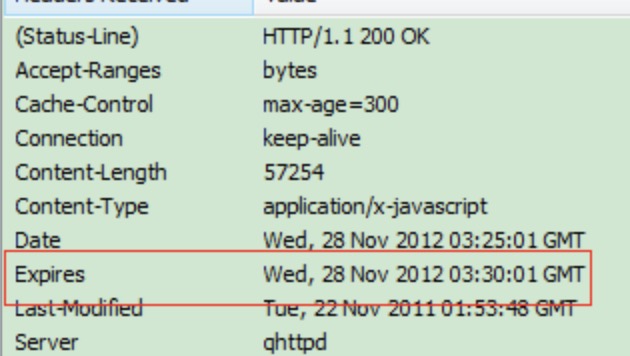 Headers Received Value
(Status-Line) HTTP/1.1 200 OK
Accept-Ranges bytes
Cache-Control max-age=300
Connection keep-alive
Content-Length 57254
Content-Type application/x-javascript
Date Wed, 28 Nov 2012 03:25:01 GMT
Expires Wed, 28 Nov 2012 03:30:01 GMT
Last-Modified Tue, 22 Nov 2011 01:53:48 GMT
Server qhttpd